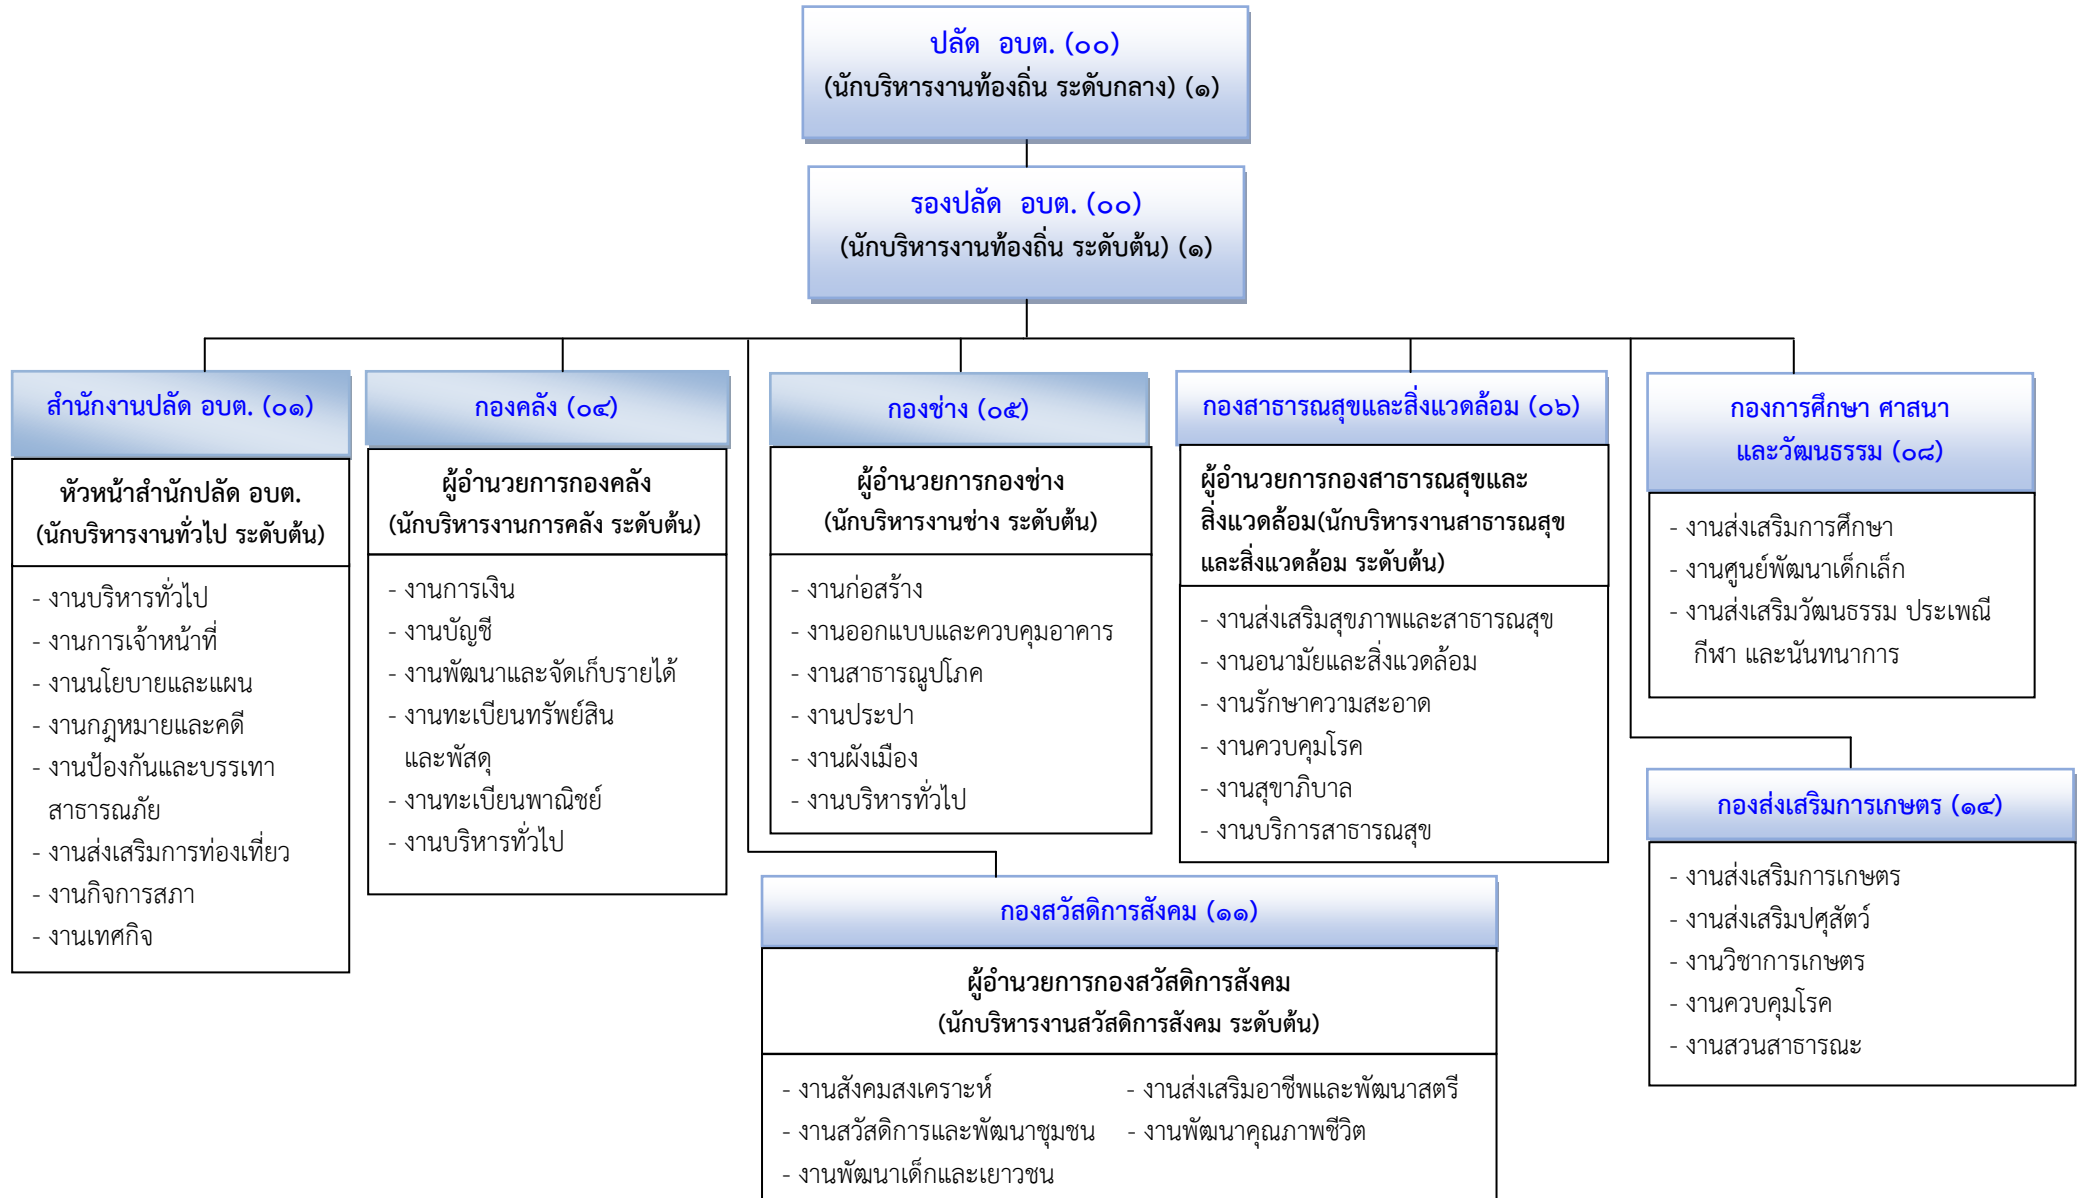 ปลัด อบต. (๐๐)
(นักบริหารงานท้องถิ่น ระดับกลาง) (๑)
รองปลัด อบต. (๐๐)
(นักบริหารงานท้องถิ่น ระดับต้น) (๑)
สำนักงานปลัด อบต. (๐๑)
หัวหน้าสำนักปลัด อบต.
(นักบริหารงานทั่วไป ระดับต้น)
- งานบริหารทั่วไป
- งานการเจ้าหน้าที่
- งานนโยบายและแผน
- งานกฎหมายและคดี
- งานป้องกันและบรรเทา
สาธารณภัย
- งานส่งเสริมการท่องเที่ยว
- งานกิจการสภา
- งานเทศกิจ
กองคลัง (๐๔)
ผู้อำนวยการกองคลัง
(นักบริหารงานการคลัง ระดับต้น)
- งานการเงิน
- งานบัญชี
- งานพัฒนาและจัดเก็บรายได้
- งานทะเบียนทรัพย์สิน
และพัสดุ
- งานทะเบียนพาณิชย์
- งานบริหารทั่วไป
กองช่าง (๐๕)
ผู้อำนวยการกองช่าง
(นักบริหารงานช่าง ระดับต้น)
- งานก่อสร้าง
- งานออกแบบและควบคุมอาคาร
- งานสาธารณูปโภค
- งานประปา
- งานผังเมือง
- งานบริหารทั่วไป
กองสาธารณสุขและสิ่งแวดล้อม (๐๖)
ผู้อำนวยการกองสาธารณสุขและ
สิ่งแวดล้อม(นักบริหารงานสาธารณสุข
และสิ่งแวดล้อม ระดับต้น)
- งานส่งเสริมสุขภาพและสาธารณสุข
- งานอนามัยและสิ่งแวดล้อม
- งานรักษาความสะอาด
- งานควบคุมโรค
- งานสุขาภิบาล
- งานบริการสาธารณสุข
กองการศึกษา ศาสนา
และวัฒนธรรม (๐๘)
- งานส่งเสริมการศึกษา
- งานศูนย์พัฒนาเด็กเล็ก
- งานส่งเสริมวัฒนธรรม ประเพณี
กีฬา และนันทนาการ
กองส่งเสริมการเกษตร (๑๔)
- งานส่งเสริมการเกษตร
- งานส่งเสริมปศุสัตว์
- งานวิชาการเกษตร
- งานควบคุมโรค
- งานสวนสาธารณะ
กองสวัสดิการสังคม (๑๑)
ผู้อำนวยการกองสวัสดิการสังคม
(นักบริหารงานสวัสดิการสังคม ระดับต้น)
- งานสังคมสงเคราะห์ - งานส่งเสริมอาชีพและพัฒนาสตรี
- งานสวัสดิการและพัฒนาชุมชน - งานพัฒนาคุณภาพชีวิต
- งานพัฒนาเด็กและเยาวชน